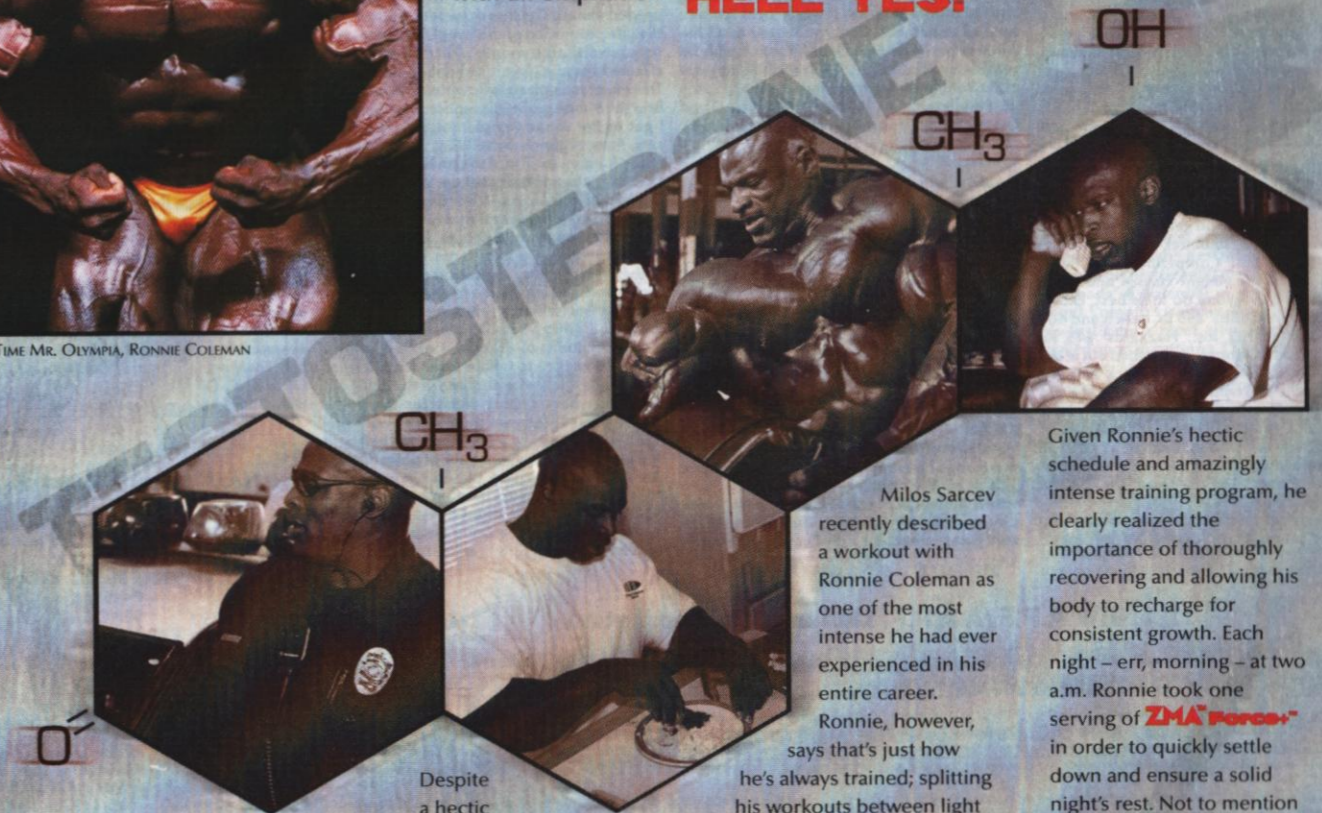 HELL YES!
OH
CH3
TESTOSTERONE
TIME MR. OLYMPIA, RONNIE COLEMAN
CH3
O
Despite
a hectic
Milos Sarcev
recently described
a workout with
Ronnie Coleman as
one of the most
intense he had ever
experienced in his
entire career.
Ronnie, however,
says that's just how
he's always trained; splitting
his workouts between light
Given Ronnie's hectic
schedule and amazingly
intense training program, he
clearly realized the
importance of thoroughly
recovering and allowing his
body to recharge for
consistent growth. Each
night – err, morning – at two
a.m. Ronnie took one
serving of ZMA™ Force+™
in order to quickly settle
down and ensure a solid
night's rest. Not to mention